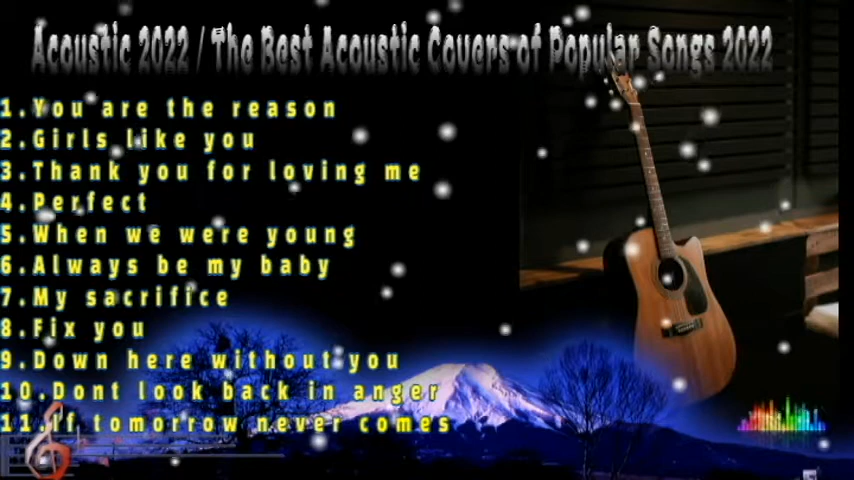 Acoustic 2022 / The Best Acoustic Covers of Popular Songs 2022
1.You are the reason
2.Girls like you
3.Thank you for loving me
4.Perfect
5.When we were young
6.Always be my baby
7.My sacrifice
8.Fix you
9.Down here without you
10.Dont look back in anger
11.If tomorrow never comes